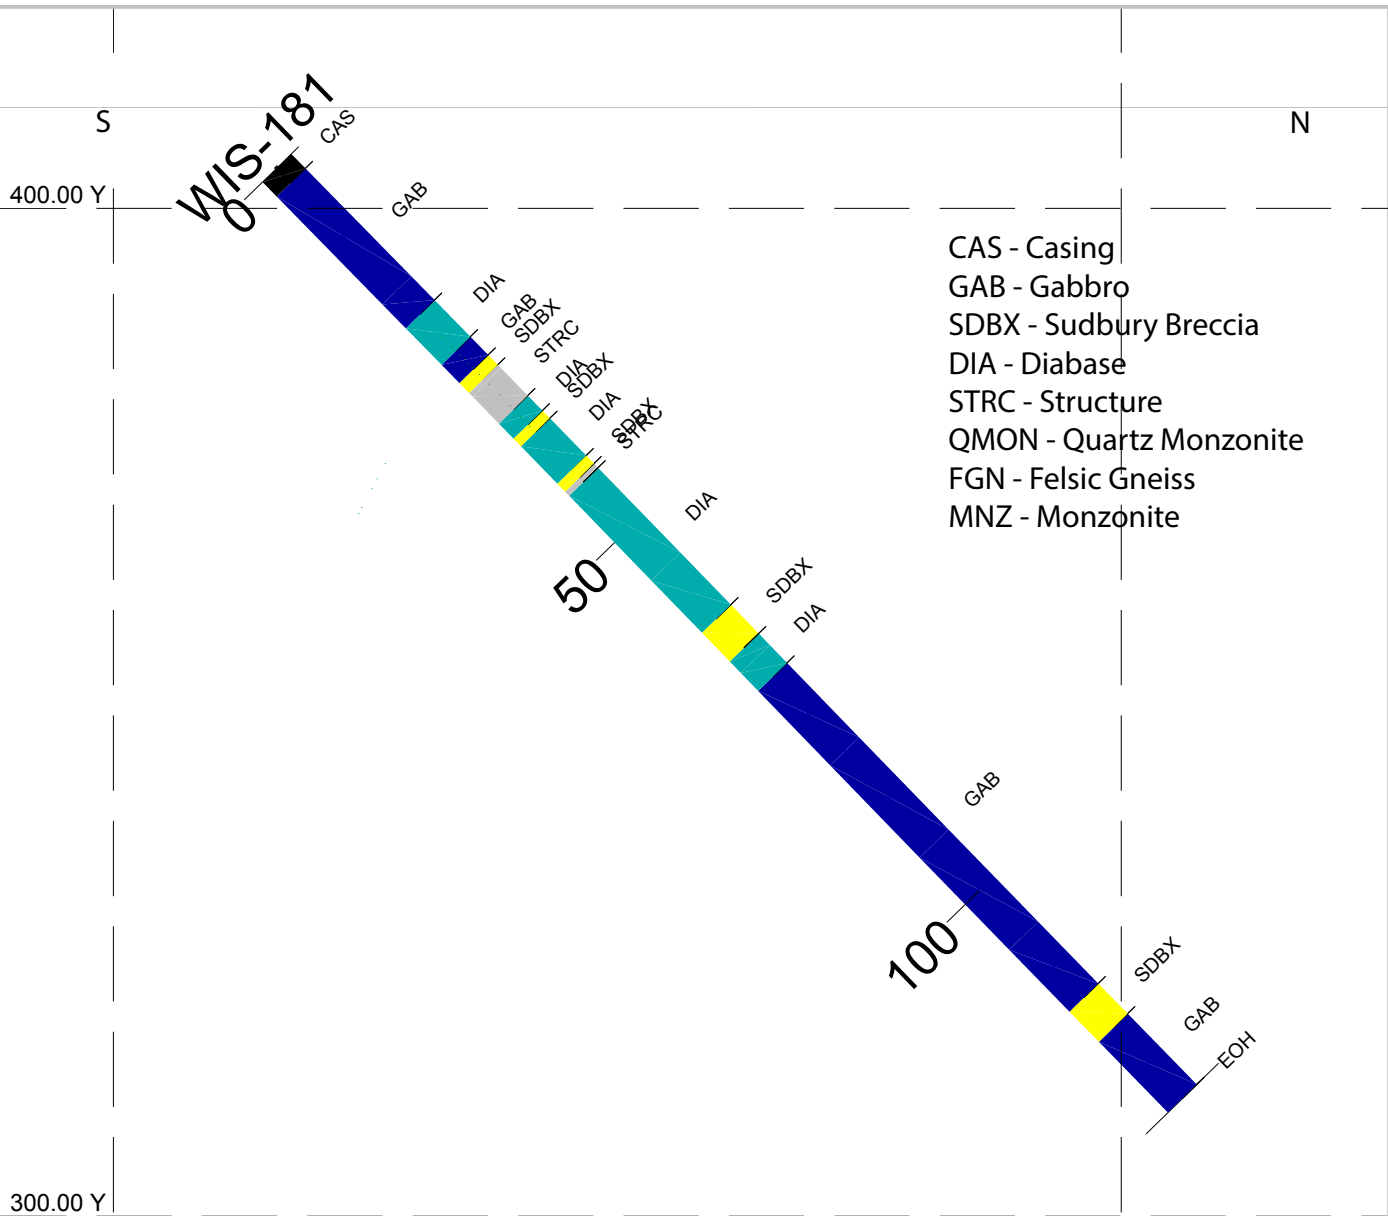 S
N
WIS-181
0
CAS
400.00 Y
GAB
DIA
GAB
SDBX
STRC
DIA
SDBX
DIA
SDBX
STRC
DIA
50
SDBX
DIA
GAB
100
SDBX
GAB
EOH
CAS - Casing
GAB - Gabbro
SDBX - Sudbury Breccia
DIA - Diabase
STRC - Structure
QMON - Quartz Monzonite
FGN - Felsic Gneiss
MNZ - Monzonite
300.00 Y